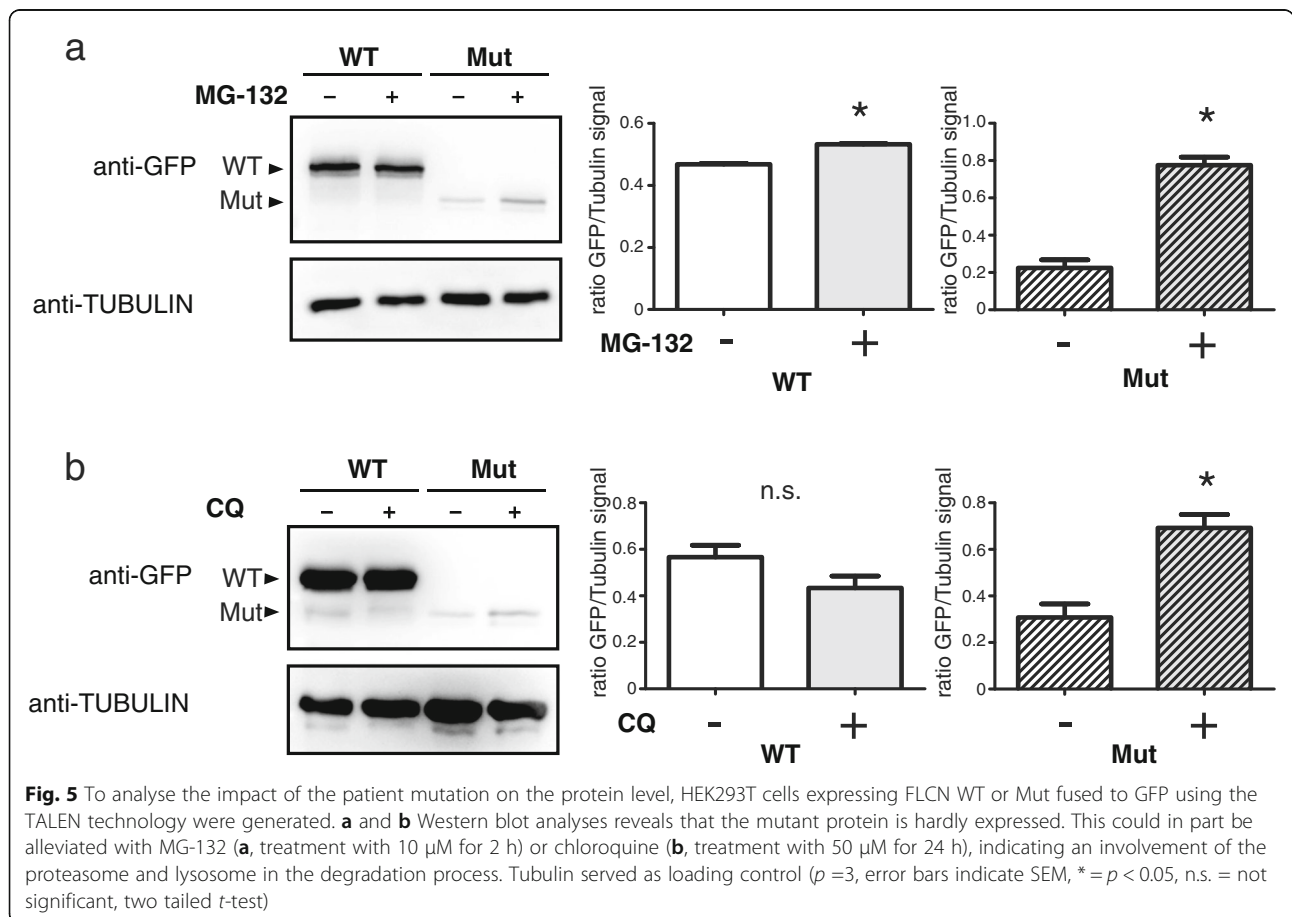 a
WT Mut
MG-132 – + – +
anti-GFP WT ►
Mut ►
anti-TUBULIN
ratio GFP/Tubulin signal
0.6
0.4
0.2
0
*
MG-132 - +
WT
ratio GFP/Tubulin signal
1.0
0.8
0.6
0.4
0.2
0
*
- +
Mut
b
WT Mut
CQ – + – +
anti-GFP WT ►
Mut ►
anti-TUBULIN
ratio GFP/Tubulin signal
0.8
0.6
0.4
0.2
0
n.s.
CQ - +
WT
ratio GFP/Tubulin signal
0.8
0.6
0.4
0.2
0
*
- +
Mut
Fig. 5 To analyse the impact of the patient mutation on the protein level, HEK293T cells expressing FLCN WT or Mut fused to GFP using the
TALEN technology were generated. a and b Western blot analyses reveals that the mutant protein is hardly expressed. This could in part be
alleviated with MG-132 (a, treatment with 10 μM for 2 h) or chloroquine (b, treatment with 50 μM for 24 h), indicating an involvement of the
proteasome and lysosome in the degradation process. Tubulin served as loading control (p =3, error bars indicate SEM, * = p < 0.05, n.s. = not
significant, two tailed t-test)